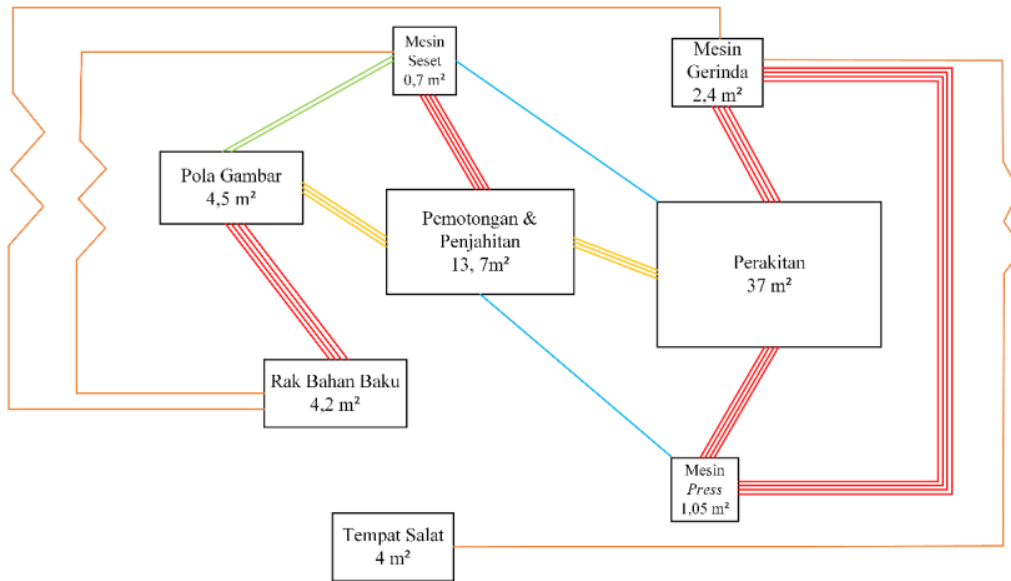 Mesin
Seset
0,7 m²
Mesin
Gerinda
2,4 m²
Pola Gambar
4,5 m²
Pemotongan &
Penjahitan
13, 7m²
Perakitan
37 m²
Rak Bahan Baku
4,2 m²
Mesin
Press
1,05 m²
Tempat Salat
4 m²